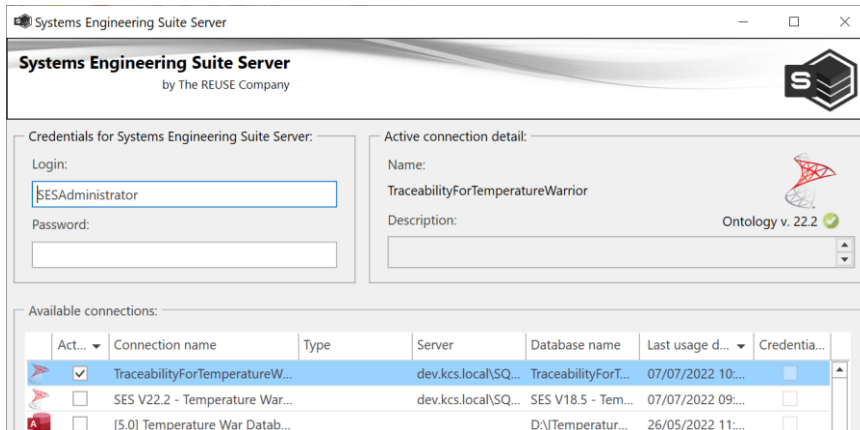 Systems Engineering Suite Server
Systems Engineering Suite Server
by The REUSE Company
S
Credentials for Systems Engineering Suite Server:
Login:
SESAdministrator
Password:
Active connection detail:
Name:
TraceabilityForTemperatureWarrior
Description:
Ontology v. 22.2
Available connections:
Act... Connection name Type Server Database name Last usage d... Credentia...
TraceabilityForTemperatureW... dev.kcs.local\SQ... TraceabilityForT... 07/07/2022 10:...
SES V22.2 - Temperature War... dev.kcs.local\SQ... SES V18.5 - Tem... 07/07/2022 09:...
A [5.0] Temperature War Datab... D:\[Temperatur... 26/05/2022 11:...